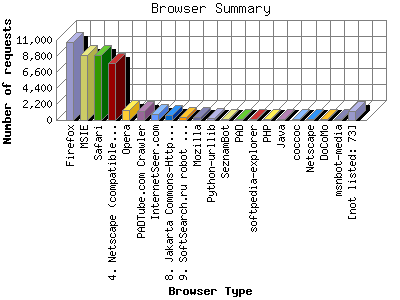 Browser Summary
Number of requests
11,000
8,800
6,600
4,400
2,200
0
Firefox
MSIE
Safari
4. Netscape (compatible...
Opera
PADTube.com Crawler
InternetSeer.com
8. Jakarta Commons-Http...
9. SoftSearch.ru robot ...
Mozilla
Python-urllib
SeznamBot
PAD
softpedia-explorer
PHP
Java
coccoc
Netscape
DoCoMo
msnbot-media
[not listed: 73]
Browser Type